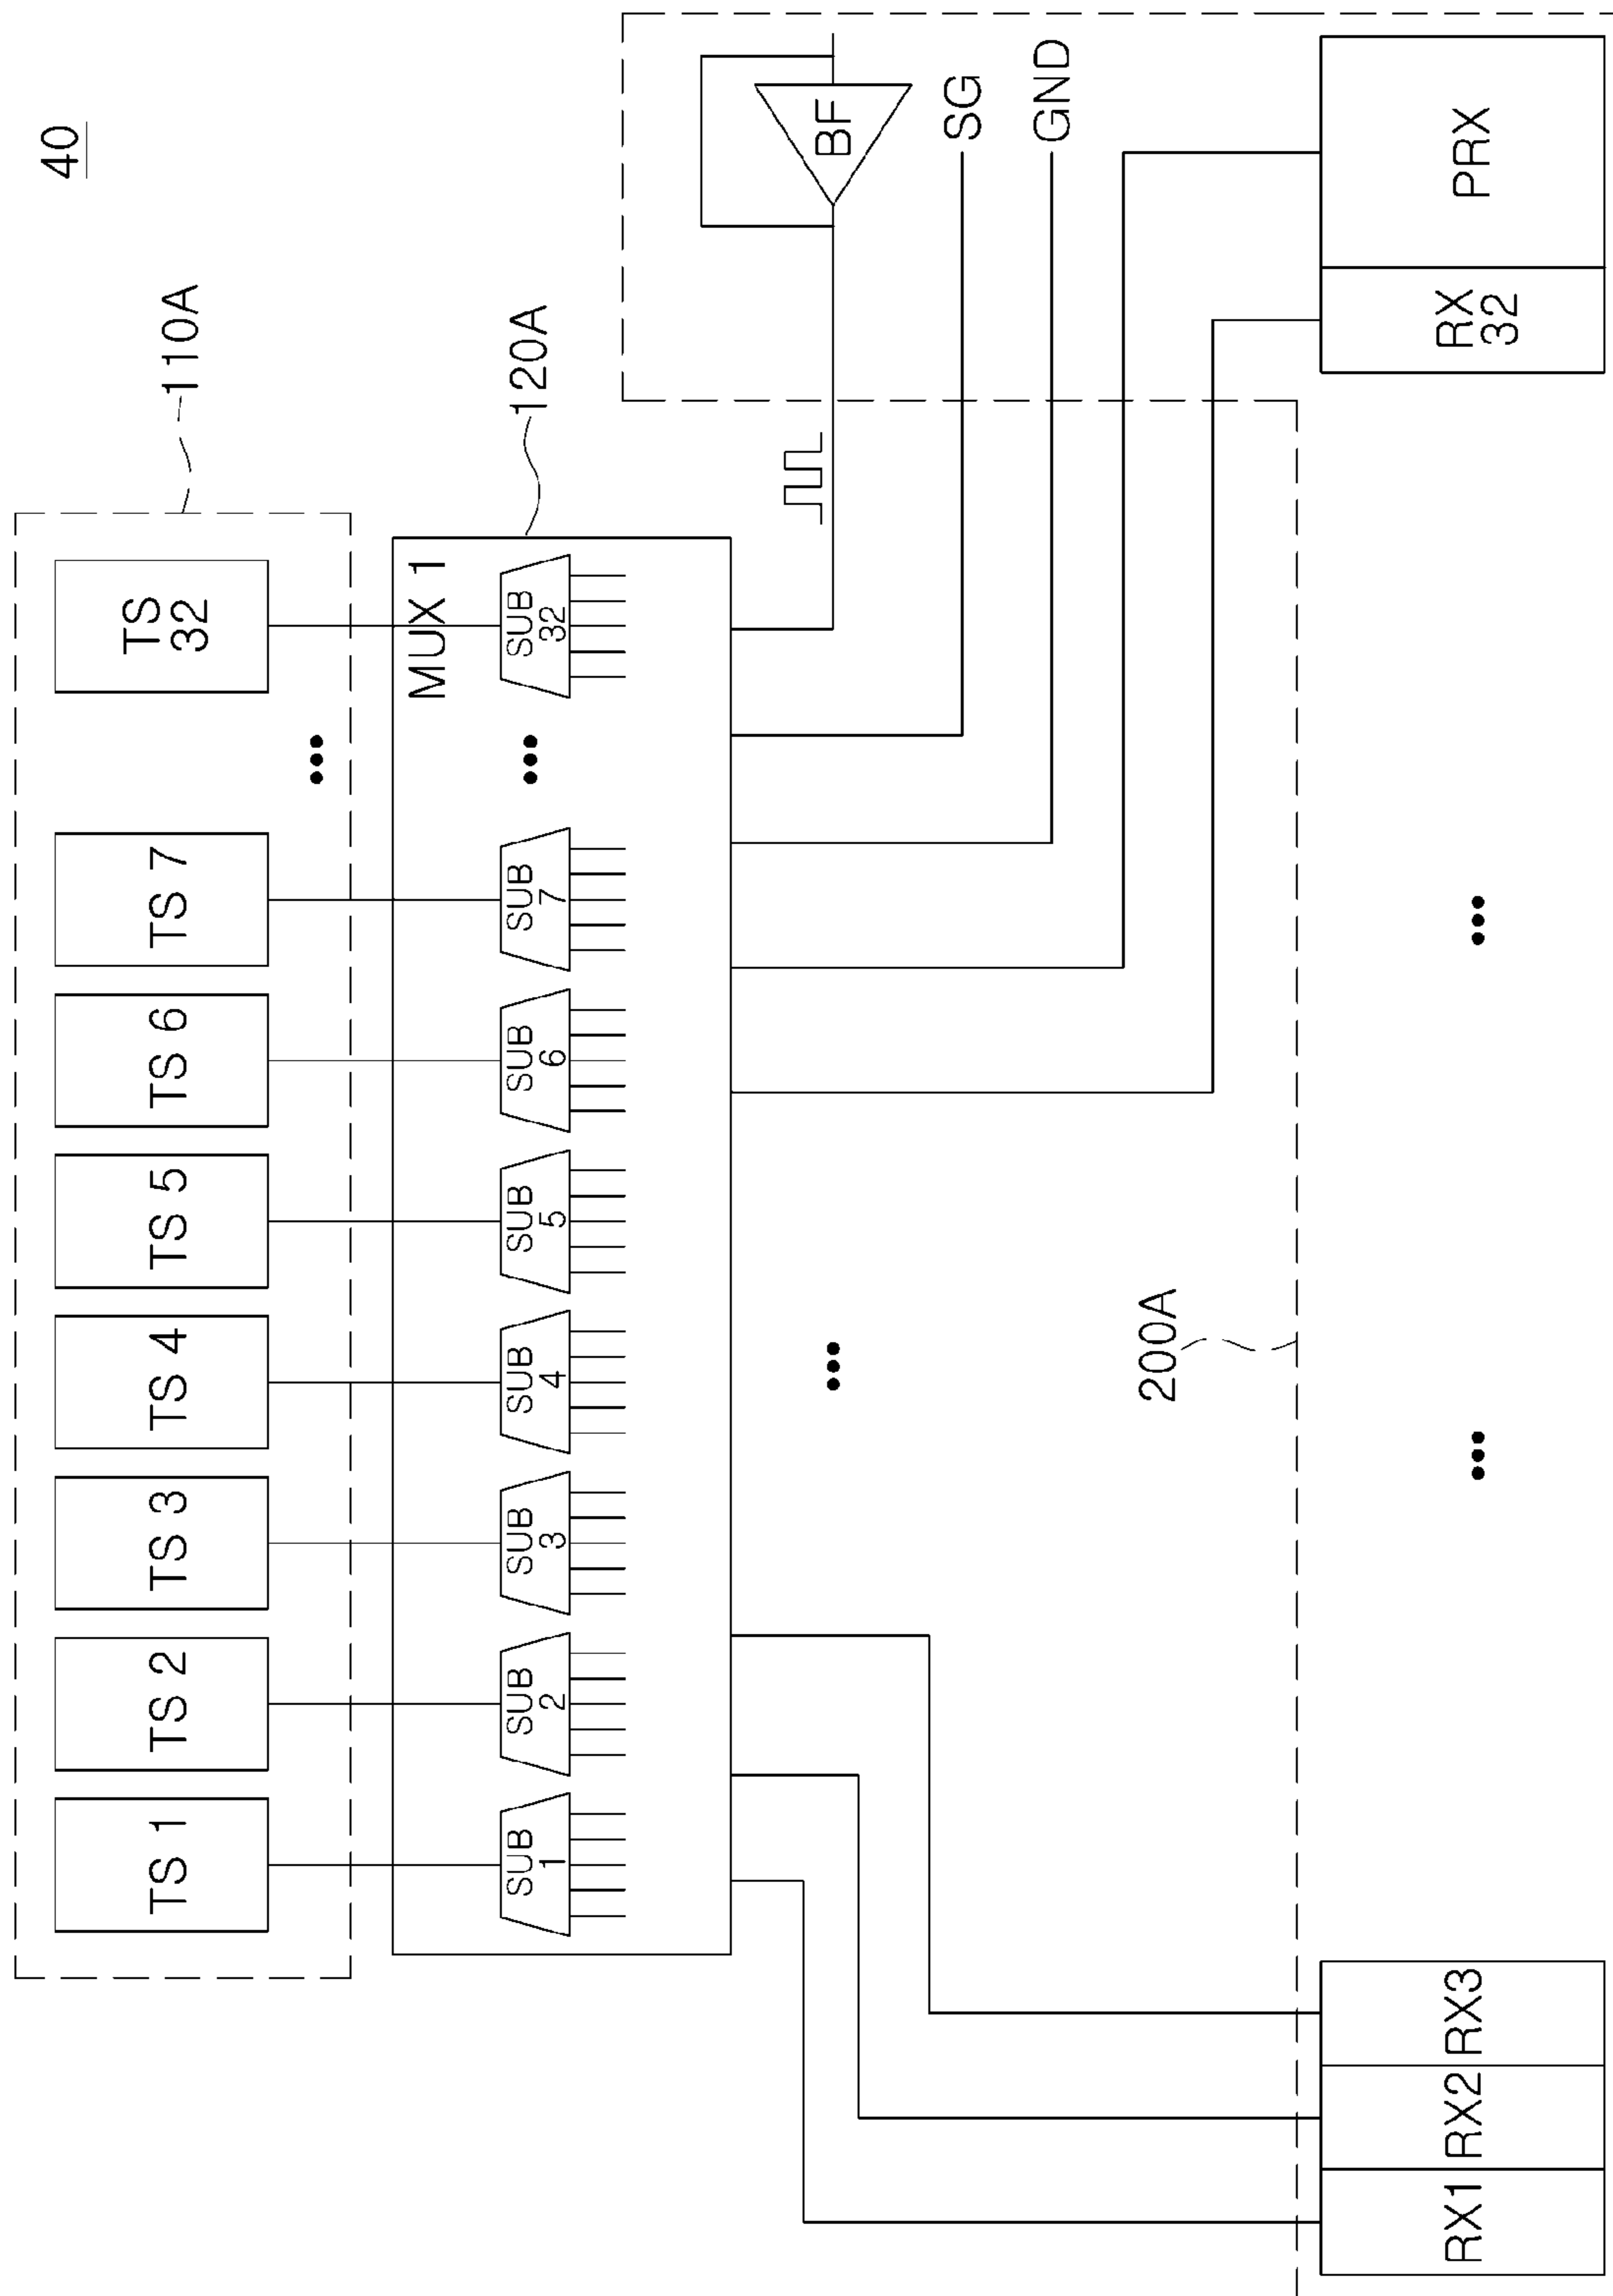 40
110A
TS 1
TS 2
TS 3
TS 4
TS 5
TS 6
TS 7
TS
32
120A
MUX 1
SUB
1
SUB
2
SUB
3
SUB
4
SUB
5
SUB
6
SUB
7
SUB
32
BF
SG
GND
200A
RX1
RX2
RX3
RX
32
PRX